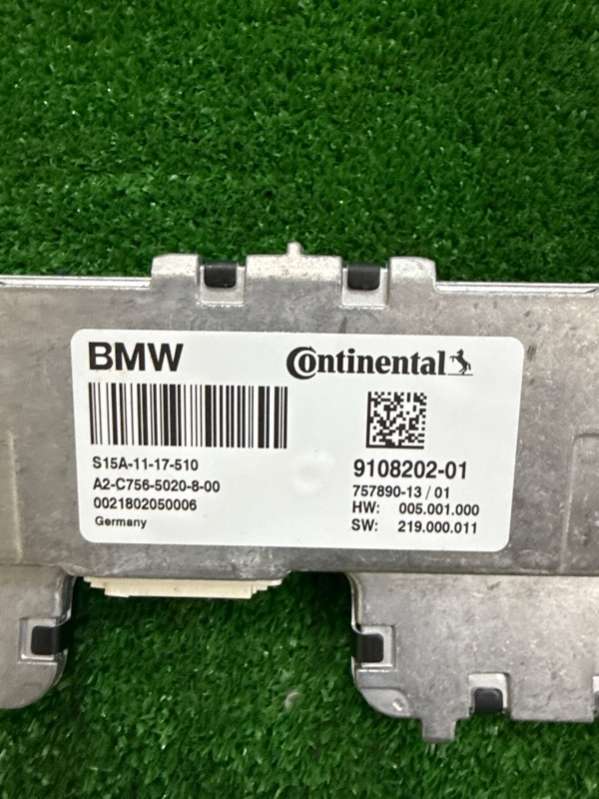 BMW
Continental
S15A-11-17-510
A2-C756-5020-8-00
0021802050006
Germany
9108202-01
757890-13 / 01
HW: 005.001.000
SW: 219.000.011